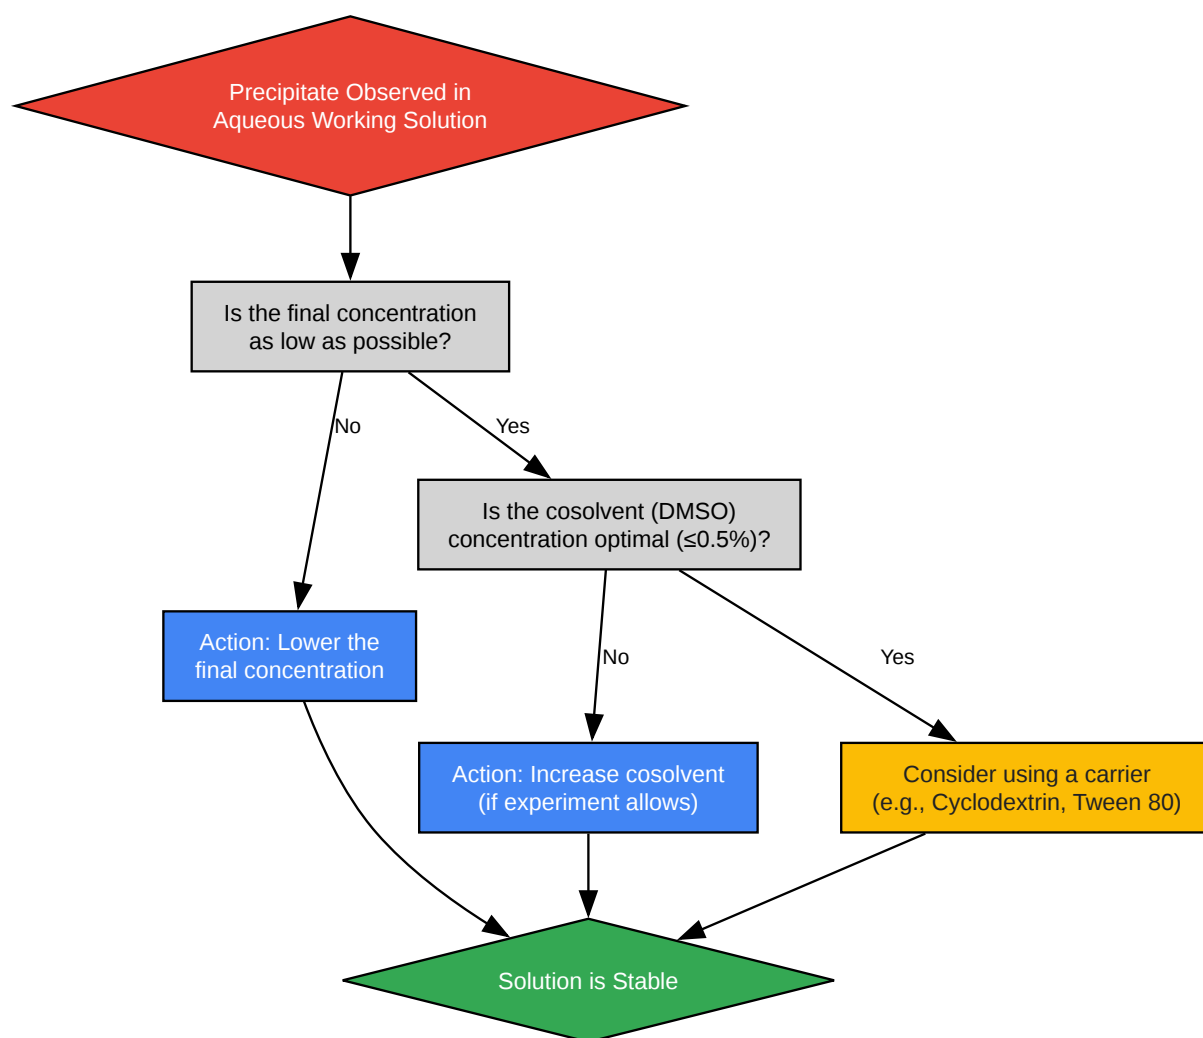 Precipitate Observed in
Aqueous Working Solution
Is the final concentration
as low as possible?
No
Yes
Is the cosolvent (DMSO)
concentration optimal (≤0.5%)?
Action: Lower the
final concentration
No
Yes
Action: Increase cosolvent
(if experiment allows)
Consider using a carrier
(e.g., Cyclodextrin, Tween 80)
Solution is Stable